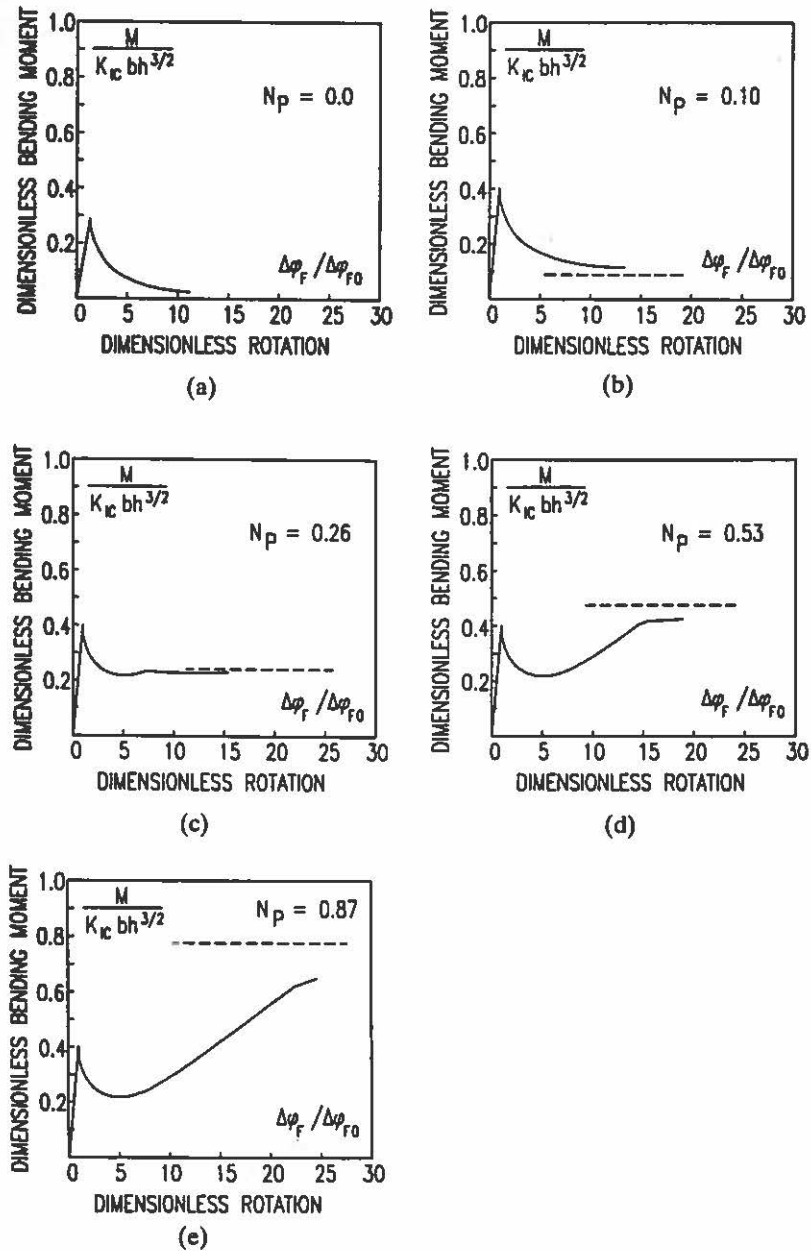 DIMENSIONLESS BENDING MOMENT
1.0
0.8
0.6
0.4
0.2
M
K_IC bh^3/2
N_P = 0.0
Δφ_F /Δφ_F0
0 5 10 15 20 25 30
DIMENSIONLESS ROTATION
(a)
DIMENSIONLESS BENDING MOMENT
1.0
0.8
0.6
0.4
0.2
M
K_IC bh^3/2
N_P = 0.10
Δφ_F /Δφ_F0
0 5 10 15 20 25 30
DIMENSIONLESS ROTATION
(b)
DIMENSIONLESS BENDING MOMENT
1.0
0.8
0.6
0.4
0.2
M
K_IC bh^3/2
N_P = 0.26
Δφ_F /Δφ_F0
0 5 10 15 20 25 30
DIMENSIONLESS ROTATION
(c)
DIMENSIONLESS BENDING MOMENT
1.0
0.8
0.6
0.4
0.2
M
K_IC bh^3/2
N_P = 0.53
Δφ_F /Δφ_F0
0 5 10 15 20 25 30
DIMENSIONLESS ROTATION
(d)
DIMENSIONLESS BENDING MOMENT
1.0
0.8
0.6
0.4
0.2
M
K_IC bh^3/2
N_P = 0.87
Δφ_F /Δφ_F0
0 5 10 15 20 25 30
DIMENSIONLESS ROTATION
(e)